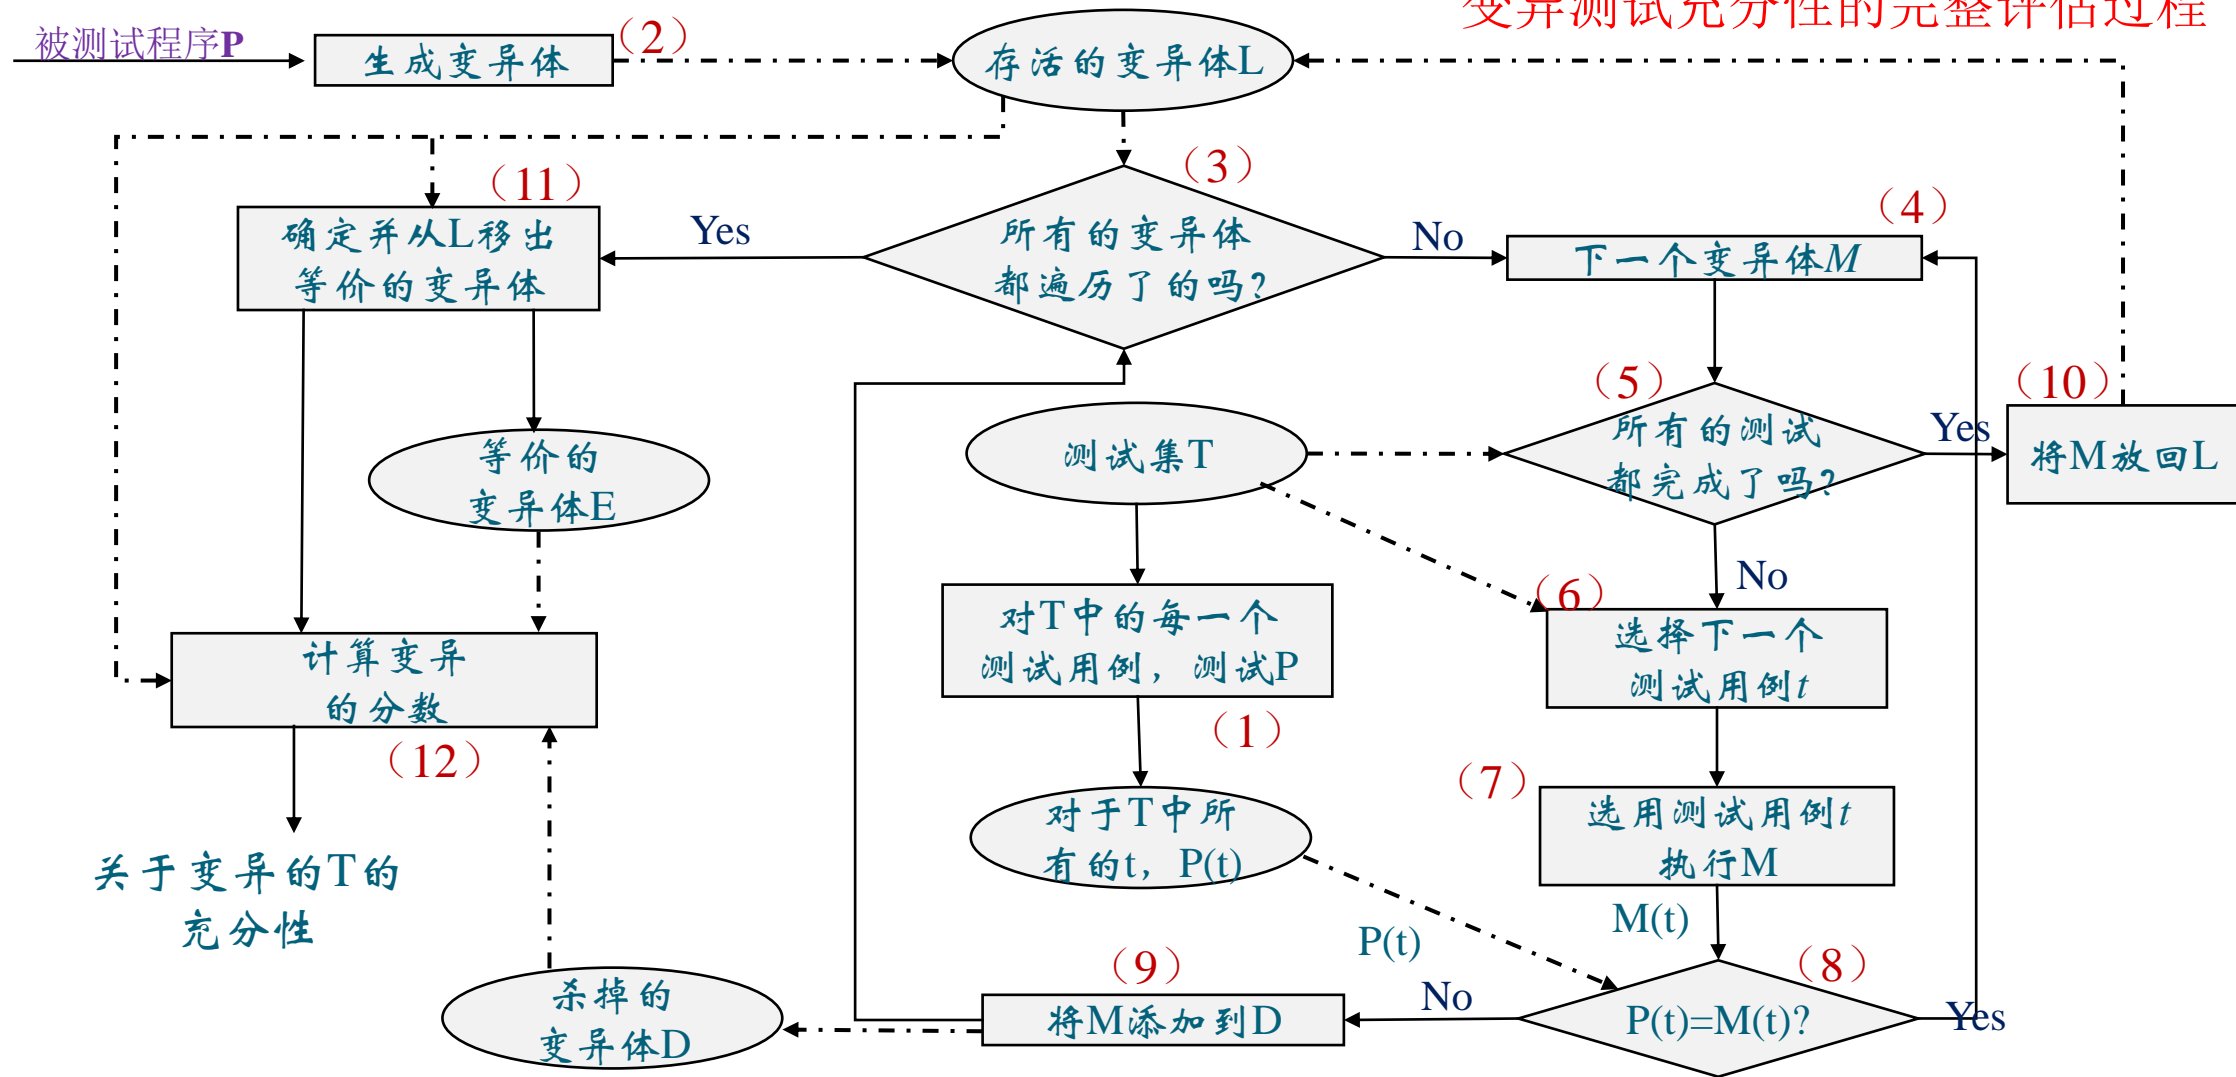 变异测试充分性的完整评估过程
被测试程序P
生成变异体
（2）
存活的变异体L
（11）
确定并从L移出
等价的变异体
Yes
（3）
所有的变异体
都遍历了的吗?
No
（4）
下一个变异体M
（5）
所有的测试
都完成了吗?
Yes
（10）
将M放回L
测试集T
等价的
变异体E
No
（6）
选择下一个
测试用例t
对T中的每一个
测试用例，测试P
（1）
计算变异
的分数
（12）
（7）
选用测试用例t
执行M
对于T中所
有的t，P(t)
关于变异的T的
充分性
M(t)
P(t)
（8）
P(t)=M(t)?
Yes
No
（9）
将M添加到D
杀掉的
变异体D